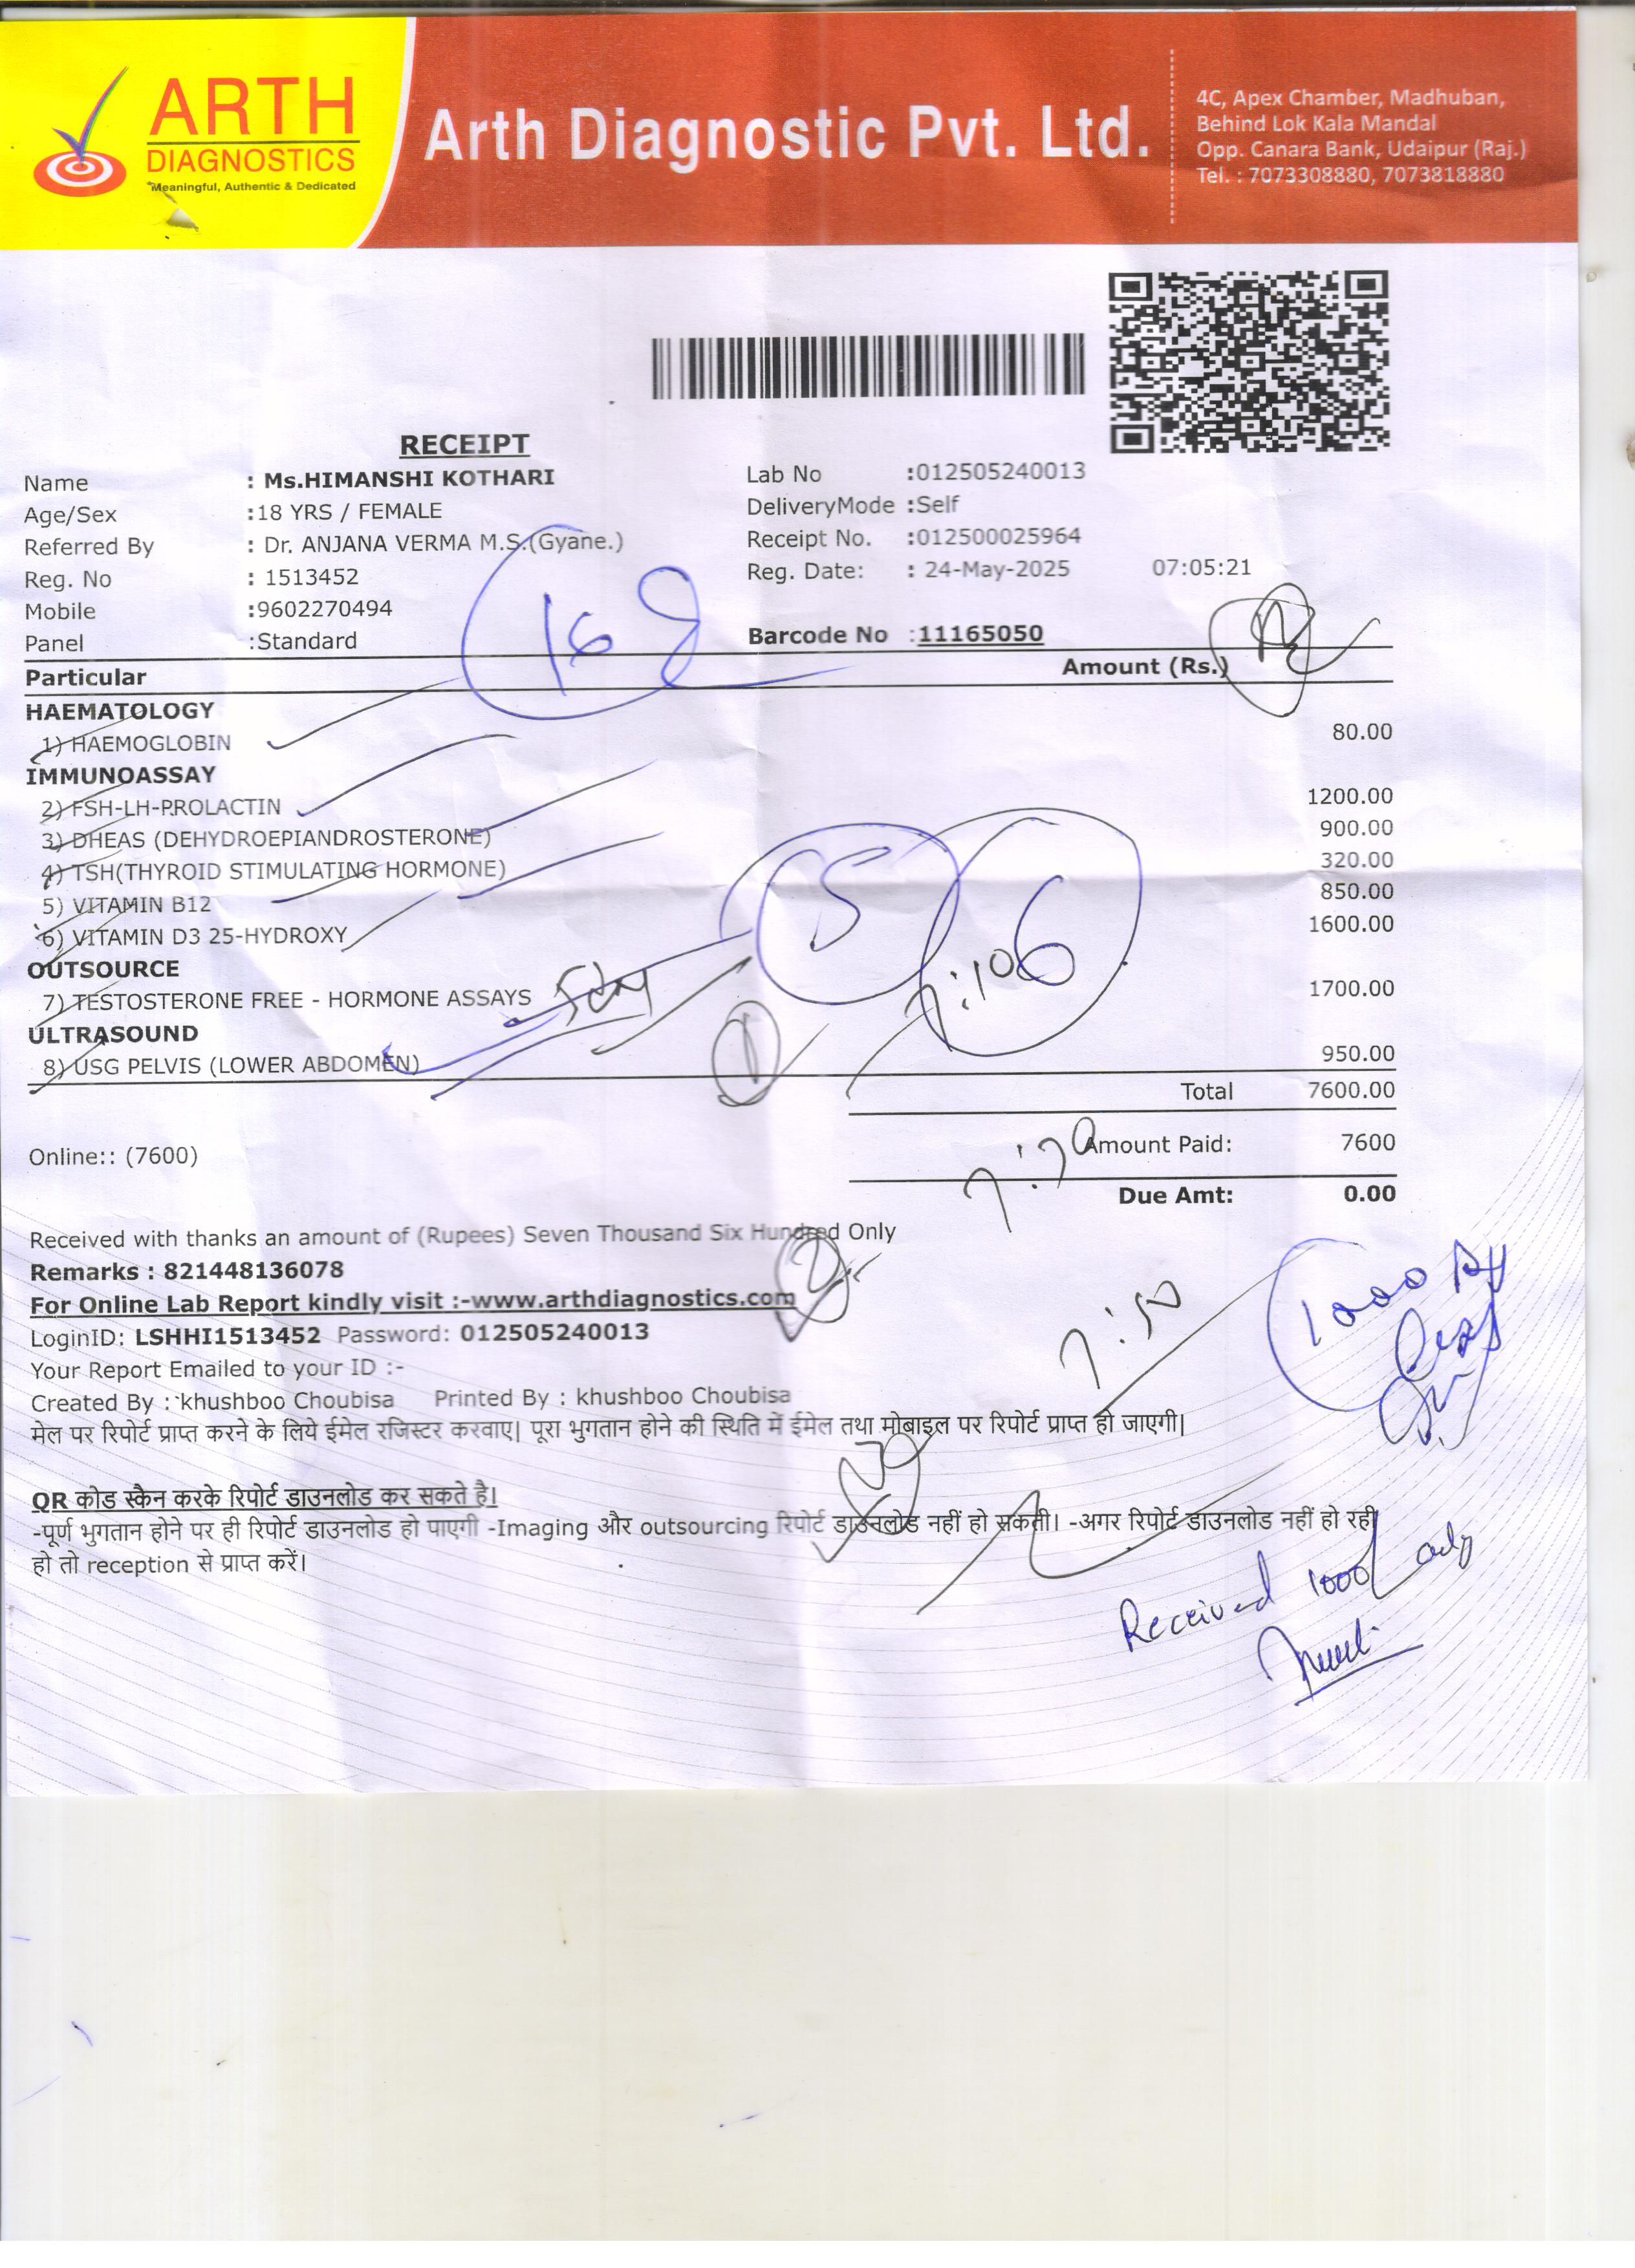 ARTH
DIAGNOSTICS
Meaningful, Authentic & Dedicated
Arth Diagnostic Pvt. Ltd.
4C, Apex Chamber, Madhuban,
Behind Lok Kala Mandal
Opp. Canara Bank, Udaipur (Raj.)
Tel. : 7073308880, 7073818880
RECEIPT
Name : Ms.HIMANSHI KOTHARI Lab No :012505240013
Age/Sex :18 YRS / FEMALE DeliveryMode :Self
Referred By : Dr. ANJANA VERMA M.S.(Gyane.) Receipt No. :012500025964
Reg. No : 1513452 Reg. Date: : 24-May-2025 07:05:21
Mobile :9602270494
Panel :Standard Barcode No :11165050
Particular Amount (Rs.)
HAEMATOLOGY
1) HAEMOGLOBIN 80.00
IMMUNOASSAY
2) FSH-LH-PROLACTIN 1200.00
3) DHEAS (DEHYDROEPIANDROSTERONE) 900.00
4) TSH(THYROID STIMULATING HORMONE) 320.00
5) VITAMIN B12 850.00
6) VITAMIN D3 25-HYDROXY 1600.00
5
6
7:10
OUTSOURCE
7) TESTOSTERONE FREE - HORMONE ASSAYS 1700.00
ULTRASOUND
8) USG PELVIS (LOWER ABDOMEN) 950.00
1
Total 7600.00
Online:: (7600) Amount Paid: 7600
Due Amt: 0.00
Received with thanks an amount of (Rupees) Seven Thousand Six Hundred Only
2
Remarks : 821448136078
For Online Lab Report kindly visit :-www.arthdiagnostics.com
LoginID: LSHHI1513452 Password: 012505240013
7:50
1000 By
Your Report Emailed to your ID :-
Created By : khushboo Choubisa Printed By : khushboo Choubisa
मेल पर रिपोर्ट प्राप्त करने के लिये ईमेल रजिस्टर करवाए| पूरा भुगतान होने की स्थिति में ईमेल तथा मोबाइल पर रिपोर्ट प्राप्त हो जाएगी|
QR कोड स्कैन करके रिपोर्ट डाउनलोड कर सकते है।
-पूर्ण भुगतान होने पर ही रिपोर्ट डाउनलोड हो पाएगी -Imaging और outsourcing रिपोर्ट डाउनलोड नहीं हो सकती। -अगर रिपोर्ट डाउनलोड नहीं हो रही
हो तो reception से प्राप्त करें।
Received 1000/